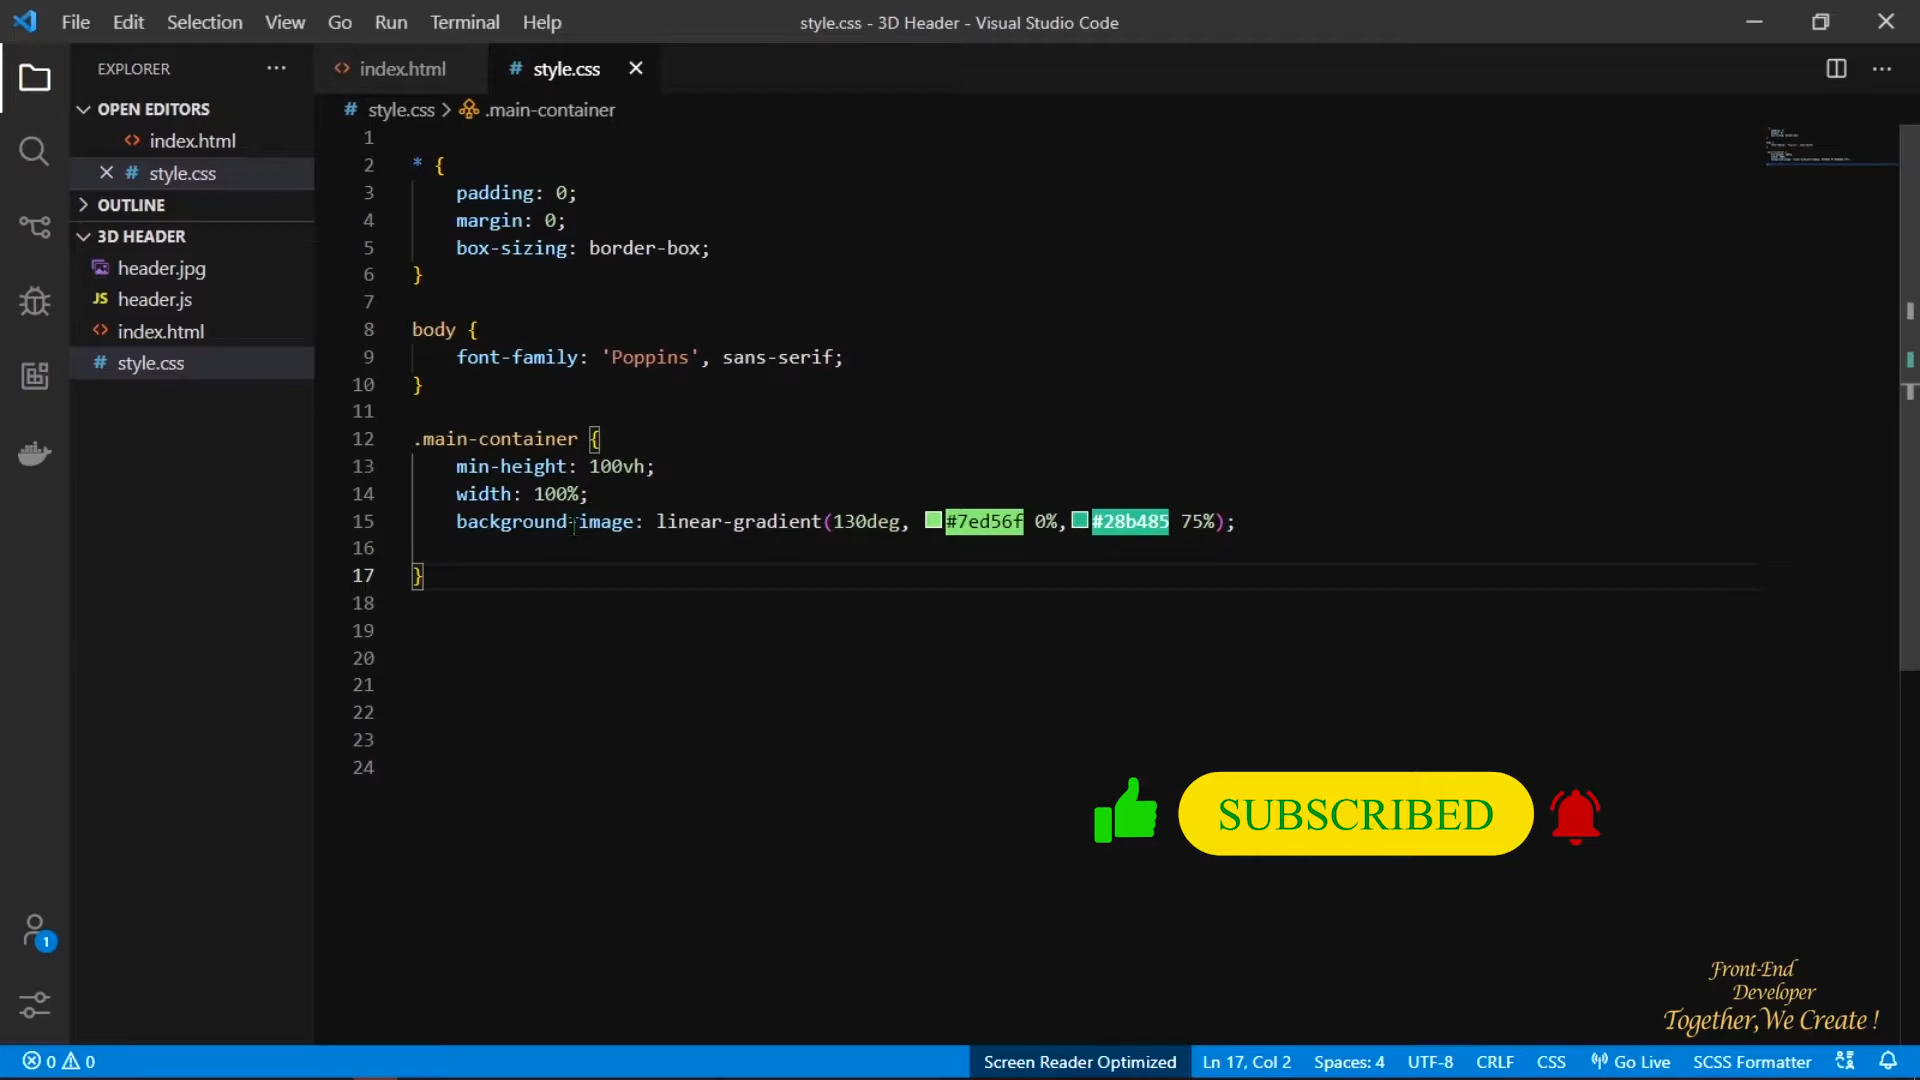 File Edit Selection View Go Run Terminal Help
style.css - 3D Header - Visual Studio Code
EXPLORER
index.html
# style.css
OPEN EDITORS
index.html
# style.css
OUTLINE
3D HEADER
header.jpg
JS header.js
index.html
# style.css
# style.css > .main-container
1
2 * {
3 padding: 0;
4 margin: 0;
5 box-sizing: border-box;
6 }
7
8 body {
9 font-family: 'Poppins', sans-serif;
10 }
11
12 .main-container {
13 min-height: 100vh;
14 width: 100%;
15 background-image: linear-gradient(130deg, #7ed56f 0%, #28b485 75%);
16
17 }
18
19
20
21
22
23
24
SUBSCRIBED
Front-End
Developer
Together,We Create !
1
0 0
Screen Reader Optimized Ln 17, Col 2 Spaces: 4 UTF-8 CRLF CSS Go Live SCSS Formatter